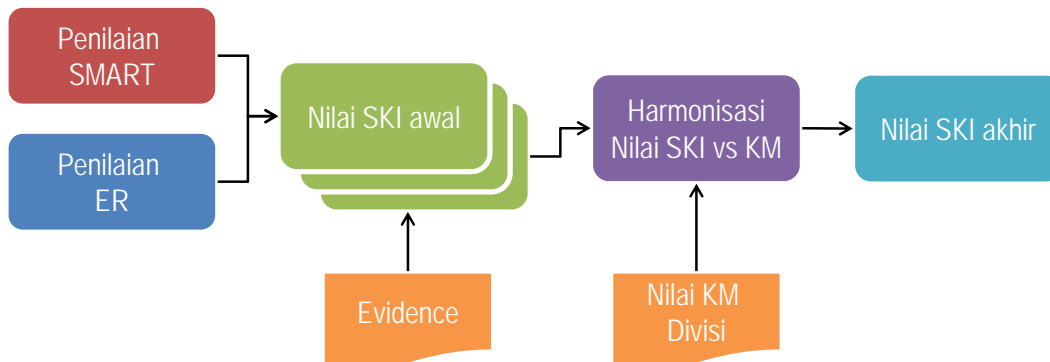 Penilaian
SMART
Penilaian
ER
Nilai SKI awal
Harmonisasi
Nilai SKI vs KM
Nilai SKI akhir
Evidence
Nilai KM
Divisi